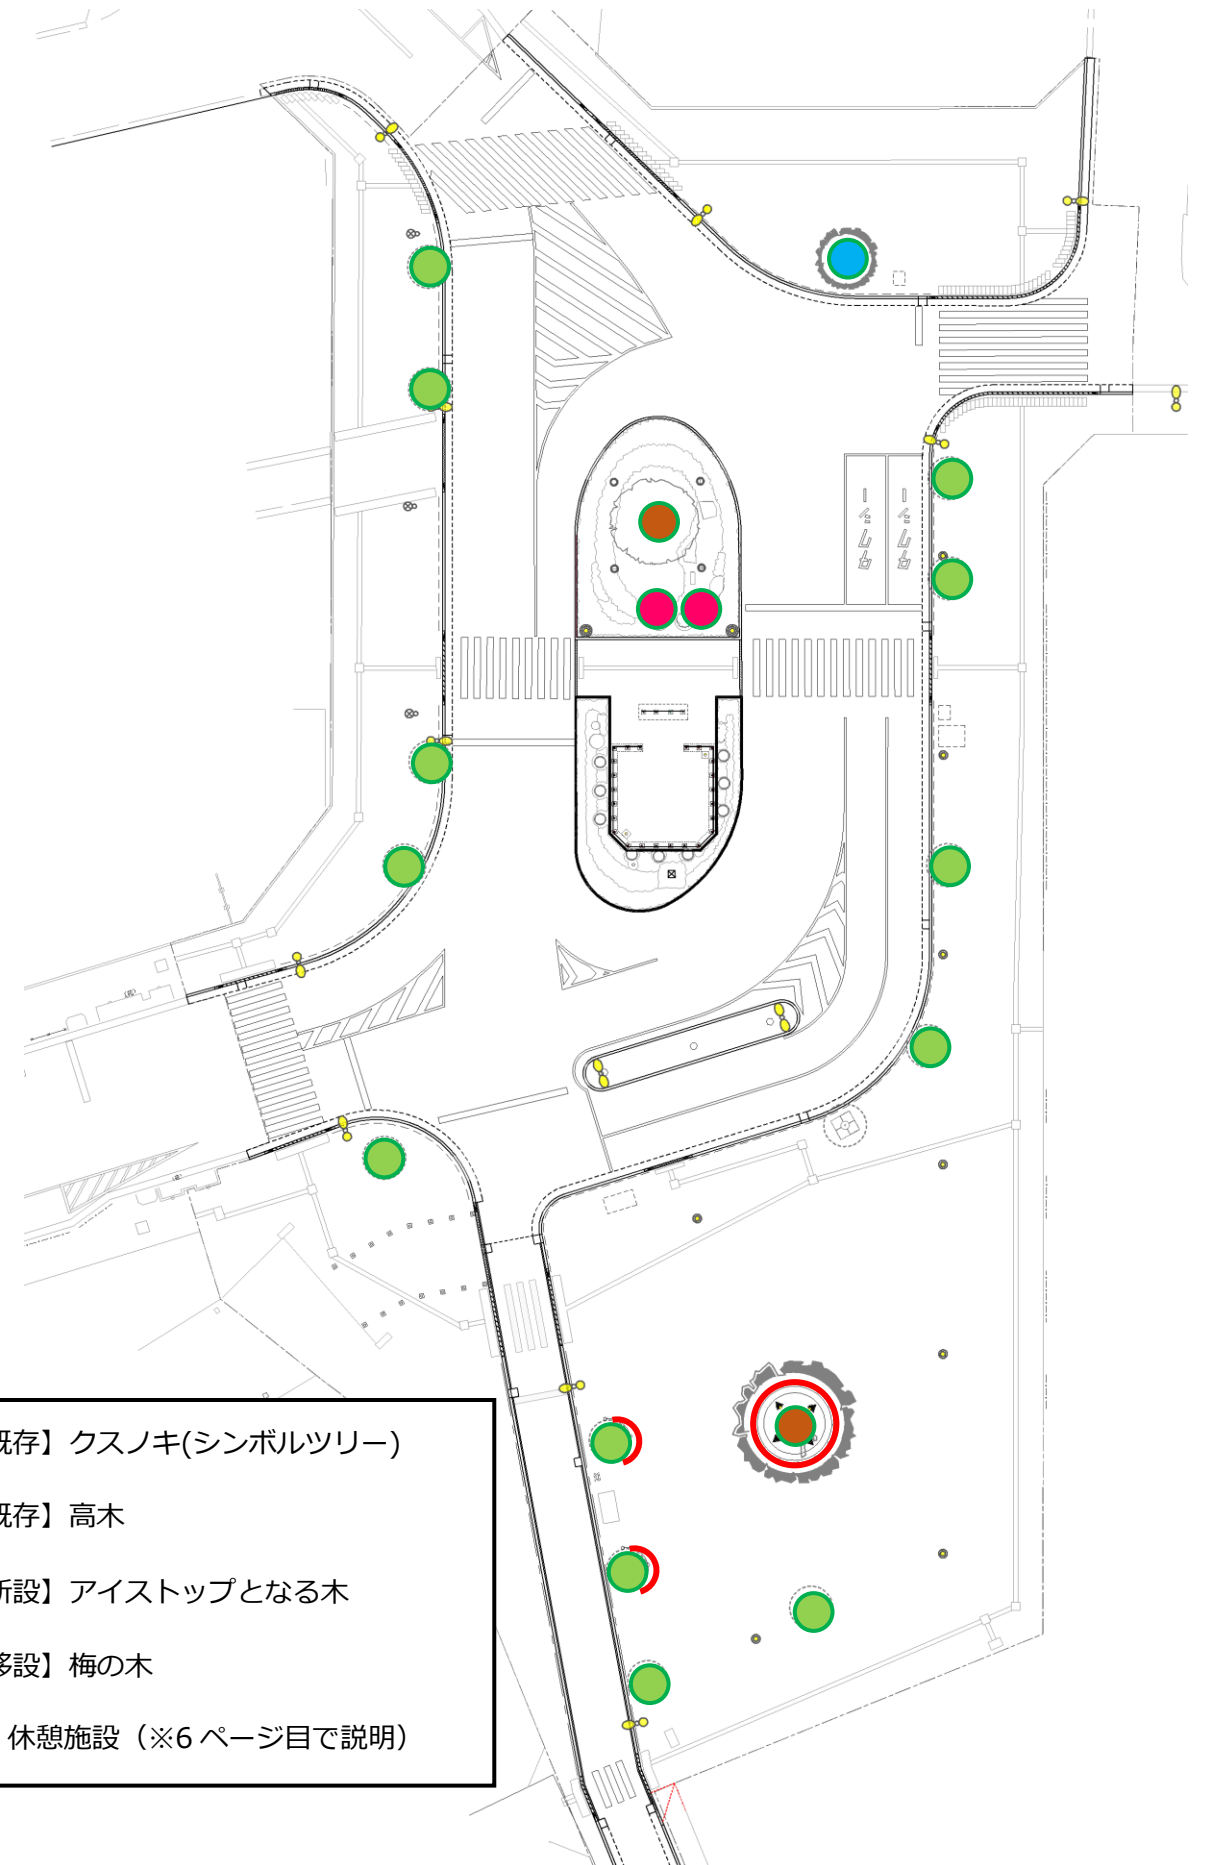 既存】クスノキ(シンボルツリー)
既存】高木
新設】アイストップとなる木
移設】梅の木
休憩施設（※6 ページ目で説明）